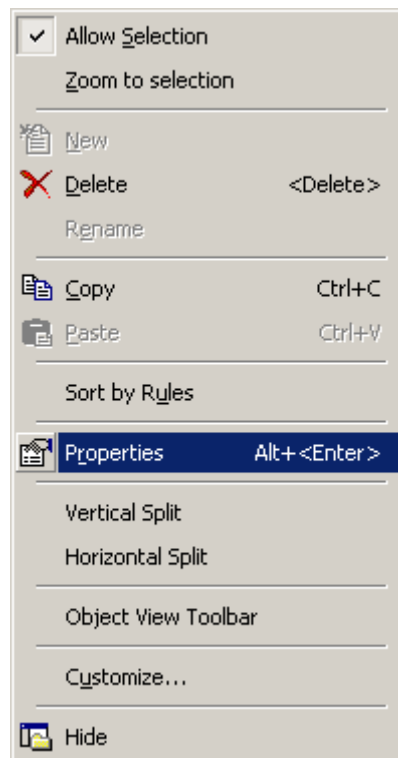 Allow Selection
Zoom to selection
New
Delete <Delete>
Rename
Copy Ctrl+C
Paste Ctrl+V
Sort by Rules
Properties Alt+<Enter>
Vertical Split
Horizontal Split
Object View Toolbar
Customize...
Hide